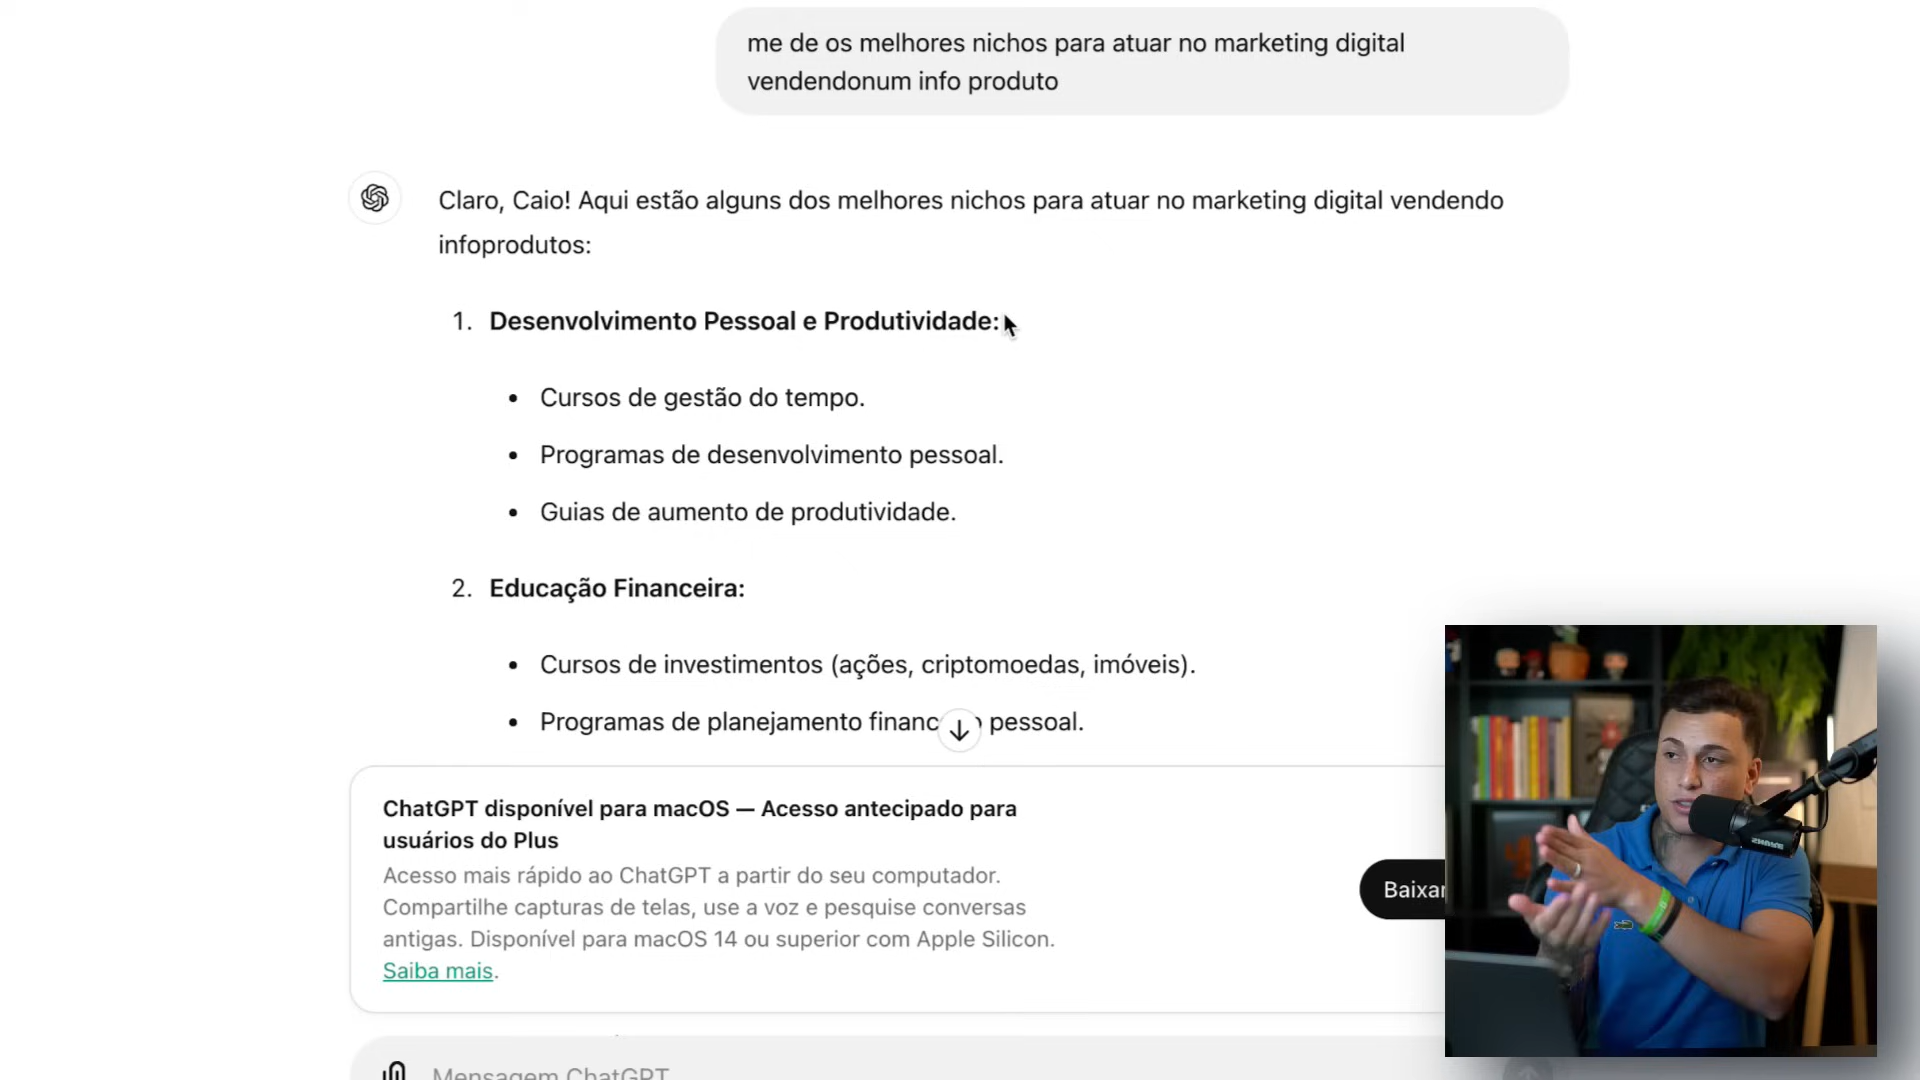 me de os melhores nichos para atuar no marketing digital
vendendonum info produto
Claro, Caio! Aqui estão alguns dos melhores nichos para atuar no marketing digital vendendo
infoprodutos:
1. Desenvolvimento Pessoal e Produtividade:
• Cursos de gestão do tempo.
• Programas de desenvolvimento pessoal.
• Guias de aumento de produtividade.
2. Educação Financeira:
• Cursos de investimentos (ações, criptomoedas, imóveis).
• Programas de planejamento financ o pessoal.
ChatGPT disponível para macOS — Acesso antecipado para
usuários do Plus
Acesso mais rápido ao ChatGPT a partir do seu computador.
Compartilhe capturas de telas, use a voz e pesquise conversas
antigas. Disponível para macOS 14 ou superior com Apple Silicon.
Saiba mais.
Baixar
Mensagem ChatGPT
SHURE